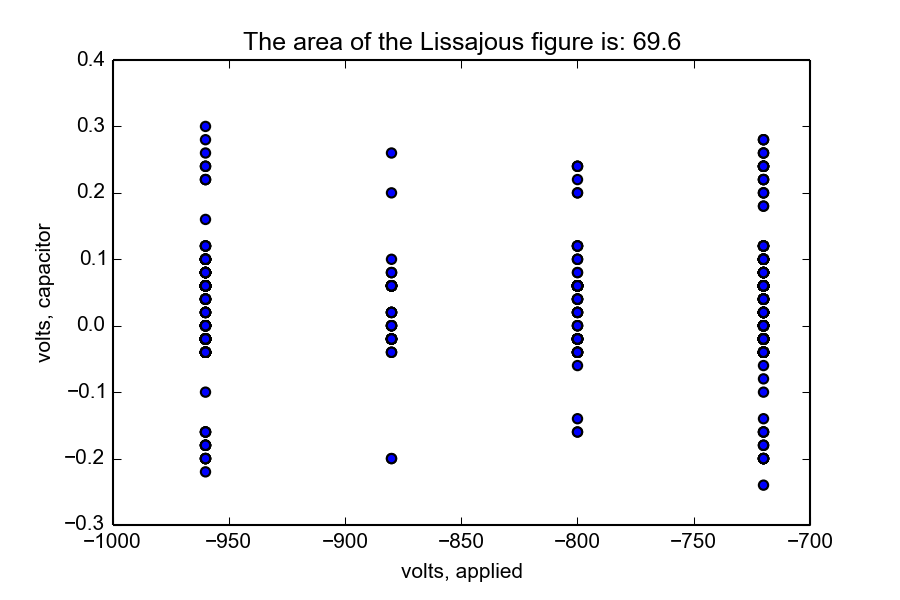 The area of the Lissajous figure is: 69.6
0.4
0.3
0.2
0.1
0.0
−0.1
−0.2
−0.3
volts, capacitor
−1000 −950 −900 −850 −800 −750 −700
volts, applied